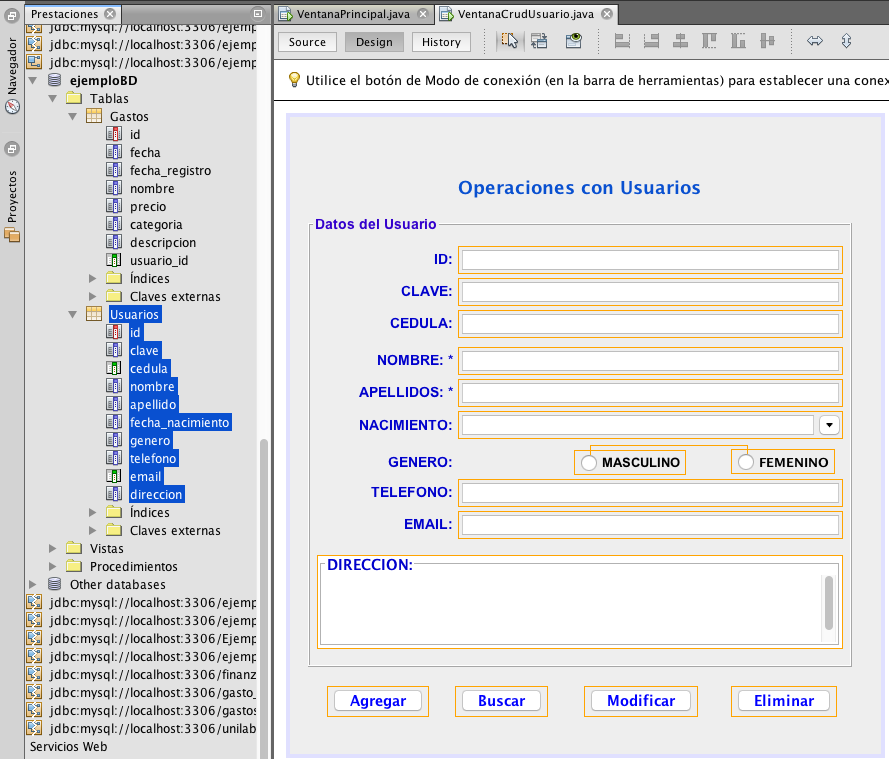 Navegador
Proyectos
Prestaciones
jdbc:mysql://localhost:3306/ejemp
jdbc:mysql://localhost:3306/ejemp
jdbc:mysql://localhost:3306/ejemp
ejemploBD
Tablas
Gastos
id
fecha
fecha_registro
nombre
precio
categoria
descripcion
usuario_id
Índices
Claves externas
Usuarios
id
clave
cedula
nombre
apellido
fecha_nacimiento
genero
telefono
email
direccion
Índices
Claves externas
Vistas
Procedimientos
Other databases
jdbc:mysql://localhost:3306/ejemp
jdbc:mysql://localhost:3306/ejemp
jdbc:mysql://localhost:3306/Ejemp
jdbc:mysql://localhost:3306/ejemp
jdbc:mysql://localhost:3306/finanz
jdbc:mysql://localhost:3306/gasto_
jdbc:mysql://localhost:3306/gastos
jdbc:mysql://localhost:3306/unilab
Servicios Web
VentanaPrincipal.java VentanaCrudUsuario.java
Source Design History
Utilice el botón de Modo de conexión (en la barra de herramientas) para establecer una conex
Operaciones con Usuarios
Datos del Usuario
ID:
CLAVE:
CEDULA:
NOMBRE: *
APELLIDOS: *
NACIMIENTO:
GENERO: MASCULINO FEMENINO
TELEFONO:
EMAIL:
DIRECCION:
Agregar Buscar Modificar Eliminar